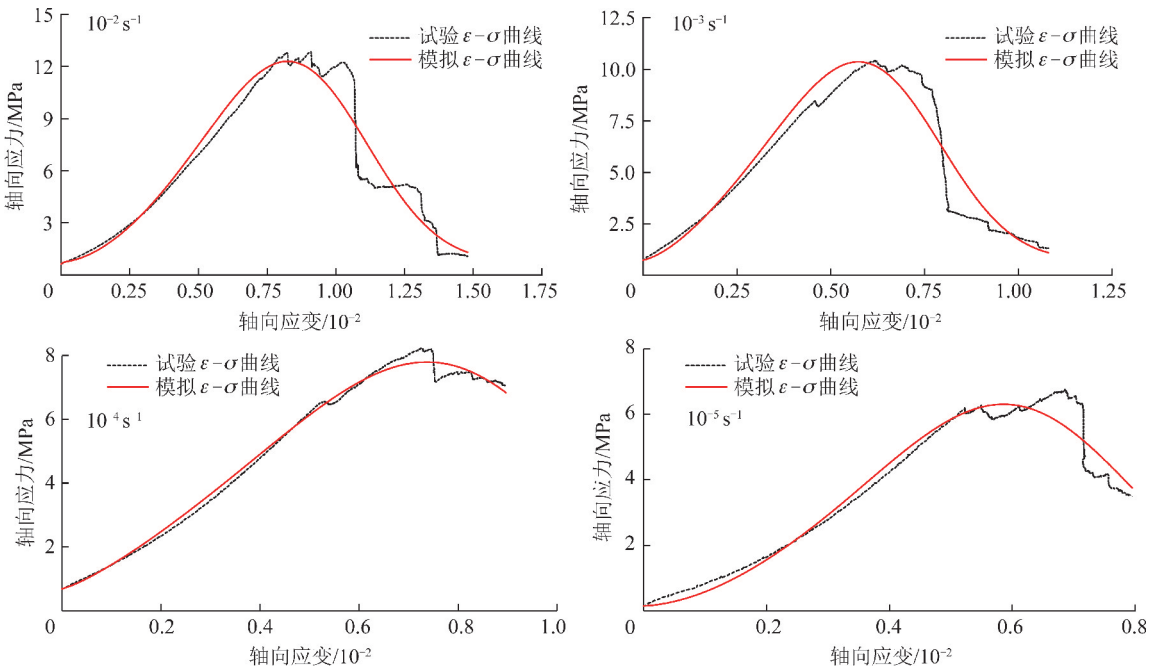 15
10⁻² s⁻¹
试验 ε-σ曲线
模拟 ε-σ曲线
12
9
6
3
轴向应力/MPa
0
0.25
0.50
0.75
1.00
1.25
1.50
1.75
轴向应变/10⁻²
10⁻³ s⁻¹
试验 ε-σ曲线
模拟 ε-σ曲线
12.5
10.0
7.5
5.0
2.5
轴向应力/MPa
0
0.25
0.50
0.75
1.00
1.25
轴向应变/10⁻²
8
试验 ε-σ曲线
模拟 ε-σ曲线
10⁻⁴ s⁻¹
6
4
2
轴向应力/MPa
0
0.2
0.4
0.6
0.8
1.0
轴向应变/10⁻²
8
试验 ε-σ曲线
模拟 ε-σ曲线
10⁻⁵ s⁻¹
6
4
2
轴向应力/MPa
0
0.2
0.4
0.6
0.8
轴向应变/10⁻²